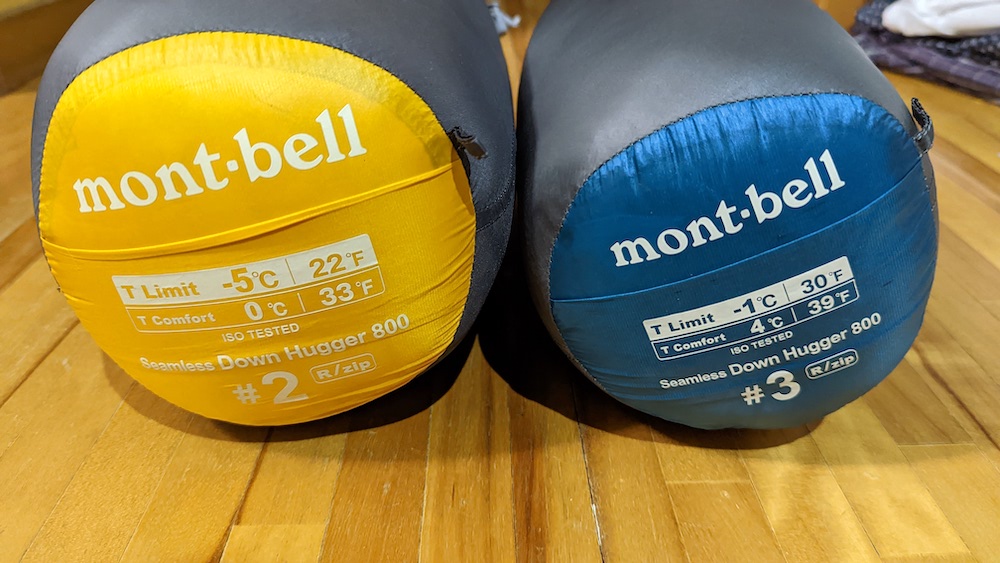 mont·bell
T Limit -5°C 22°F
T Comfort 0°C 33°F
ISO TESTED
Seamless Down Hugger 800
#2 R/zip
mont·bell
T Limit -1°C 30°F
T Comfort 4°C 39°F
ISO TESTED
Seamless Down Hugger 800
#3 R/zip